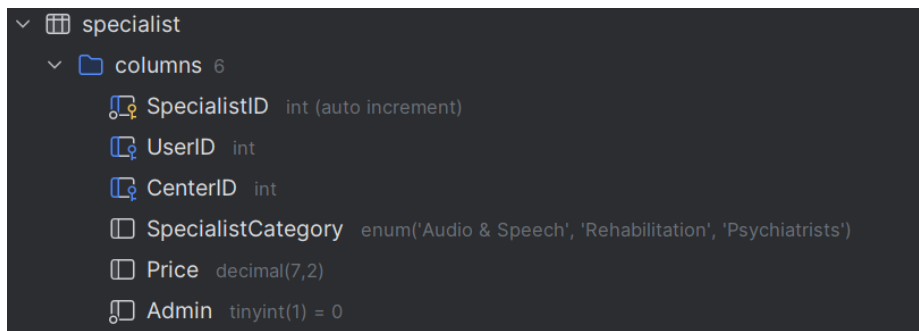 specialist
columns 6
SpecialistID int (auto increment)
UserID int
CenterID int
SpecialistCategory enum('Audio & Speech', 'Rehabilitation', 'Psychiatrists')
Price decimal(7,2)
Admin tinyint(1) = 0